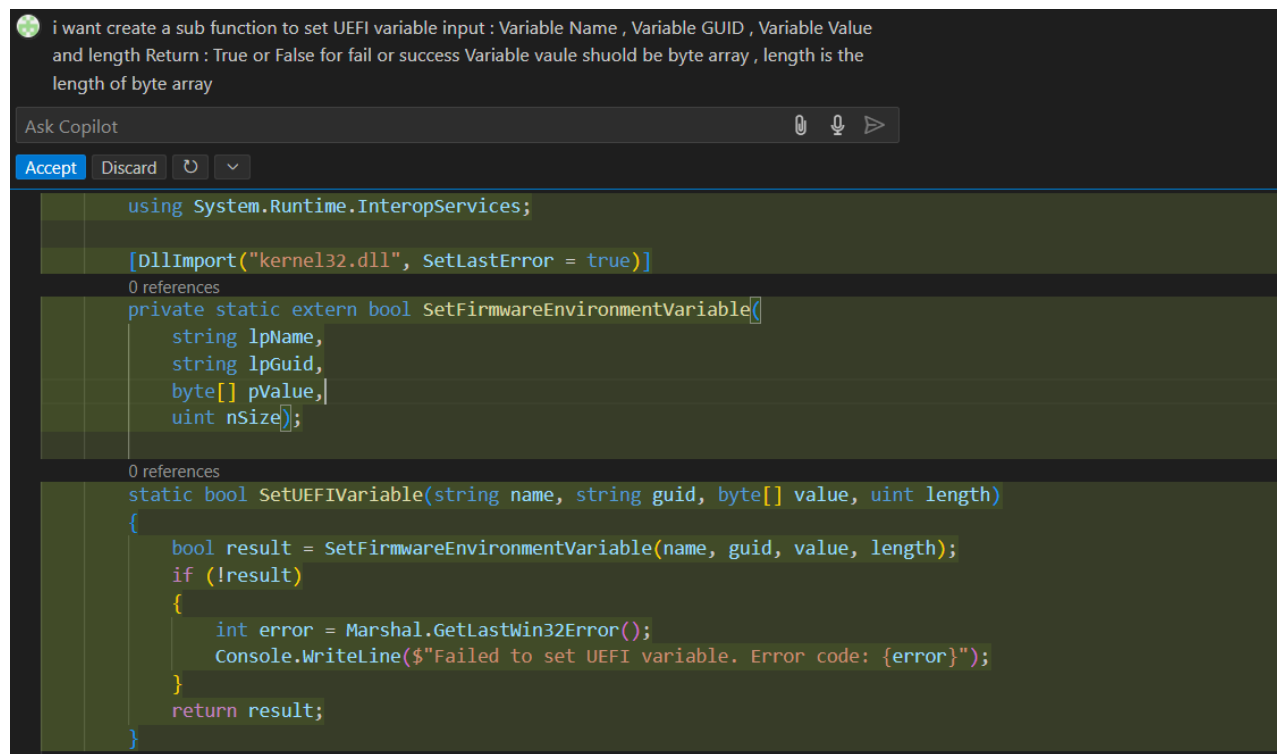 i want create a sub function to set UEFI variable input : Variable Name , Variable GUID , Variable Value
and length Return : True or False for fail or success Variable vaule shuold be byte array , length is the
length of byte array
Ask Copilot
Accept Discard
using System.Runtime.InteropServices;
[DllImport("kernel32.dll", SetLastError = true)]
0 references
private static extern bool SetFirmwareEnvironmentVariable(
string lpName,
string lpGuid,
byte[] pValue,
uint nSize);
0 references
static bool SetUEFIVariable(string name, string guid, byte[] value, uint length)
{
bool result = SetFirmwareEnvironmentVariable(name, guid, value, length);
if (!result)
{
int error = Marshal.GetLastWin32Error();
Console.WriteLine($"Failed to set UEFI variable. Error code: {error}");
}
return result;
}